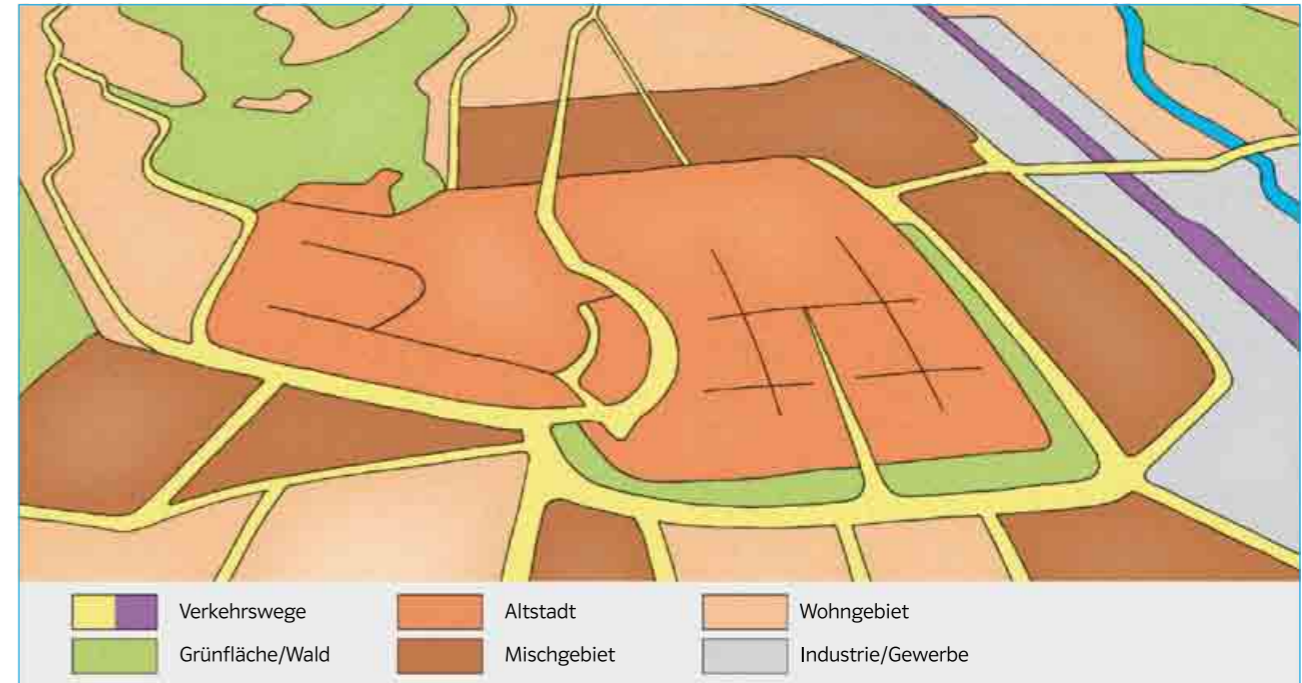 Verkehrswege
Altstadt
Wohngebiet
Grünfläche/Wald
Mischgebiet
Industrie/Gewerbe